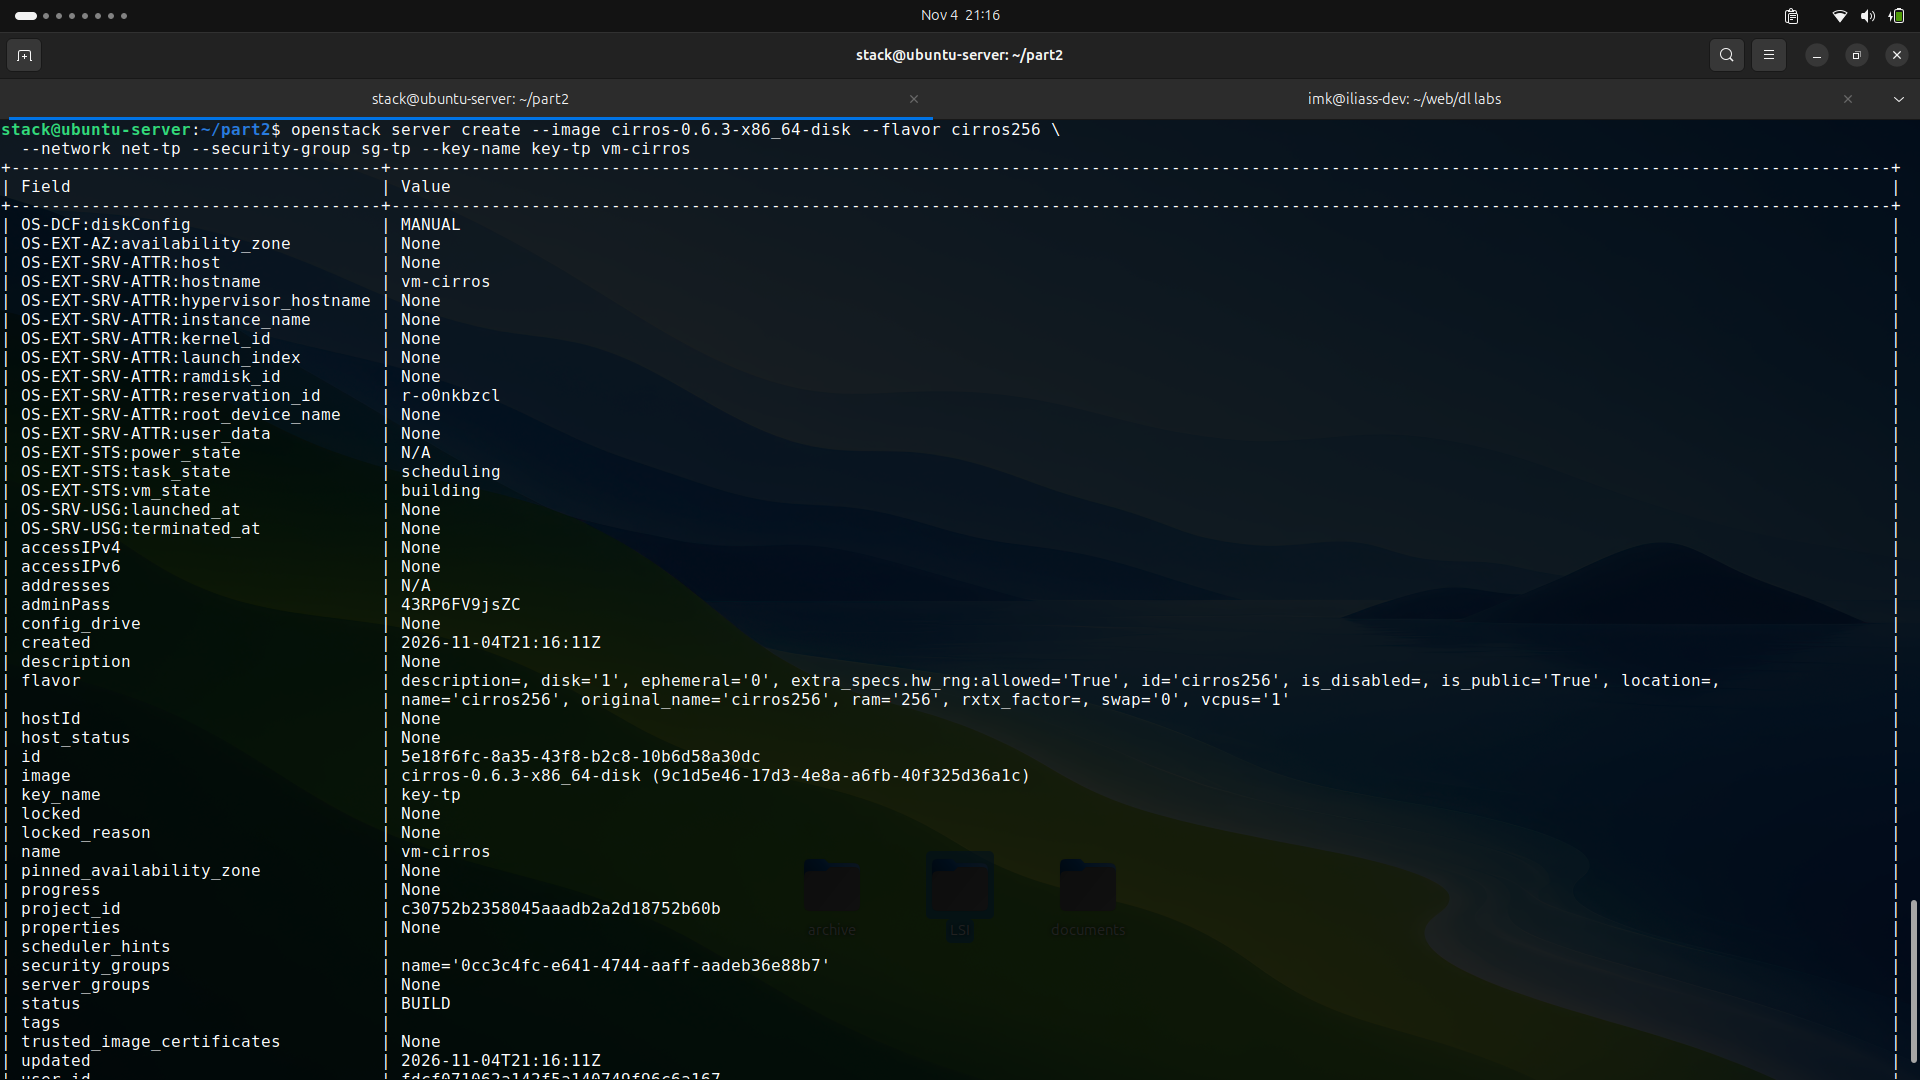 Nov 4 21:16
stack@ubuntu-server: ~/part2
stack@ubuntu-server: ~/part2
imk@iliass-dev: ~/web/dl labs
stack@ubuntu-server:~/part2$ openstack server create --image cirros-0.6.3-x86_64-disk --flavor cirros256 \
--network net-tp --security-group sg-tp --key-name key-tp vm-cirros
+-------------------------------------+------------------------------------------------------------------------------------------------------------------------------------------------------+
| Field | Value |
+-------------------------------------+------------------------------------------------------------------------------------------------------------------------------------------------------+
| OS-DCF:diskConfig | MANUAL |
| OS-EXT-AZ:availability_zone | None |
| OS-EXT-SRV-ATTR:host | None |
| OS-EXT-SRV-ATTR:hostname | vm-cirros |
| OS-EXT-SRV-ATTR:hypervisor_hostname | None |
| OS-EXT-SRV-ATTR:instance_name | None |
| OS-EXT-SRV-ATTR:kernel_id | None |
| OS-EXT-SRV-ATTR:launch_index | None |
| OS-EXT-SRV-ATTR:ramdisk_id | None |
| OS-EXT-SRV-ATTR:reservation_id | r-o0nkbzcl |
| OS-EXT-SRV-ATTR:root_device_name | None |
| OS-EXT-SRV-ATTR:user_data | None |
| OS-EXT-STS:power_state | N/A |
| OS-EXT-STS:task_state | scheduling |
| OS-EXT-STS:vm_state | building |
| OS-SRV-USG:launched_at | None |
| OS-SRV-USG:terminated_at | None |
| accessIPv4 | None |
| accessIPv6 | None |
| addresses | N/A |
| adminPass | 43RP6FV9jsZC |
| config_drive | None |
| created | 2026-11-04T21:16:11Z |
| description | None |
| flavor | description=, disk='1', ephemeral='0', extra_specs.hw_rng:allowed='True', id='cirros256', is_disabled=, is_public='True', location=, |
| | name='cirros256', original_name='cirros256', ram='256', rxtx_factor=, swap='0', vcpus='1' |
| hostId | None |
| host_status | None |
| id | 5e18f6fc-8a35-43f8-b2c8-10b6d58a30dc |
| image | cirros-0.6.3-x86_64-disk (9c1d5e46-17d3-4e8a-a6fb-40f325d36a1c) |
| key_name | key-tp |
| locked | None |
| locked_reason | None |
| name | vm-cirros |
| pinned_availability_zone | None |
| progress | None |
| project_id | c30752b2358045aaadb2a2d18752b60b |
| properties | None |
| scheduler_hints | |
| security_groups | name='0cc3c4fc-e641-4744-aaff-aadeb36e88b7' |
| server_groups | None |
| status | BUILD |
| tags | |
| trusted_image_certificates | None |
| updated | 2026-11-04T21:16:11Z |
| user_id |
archive
LSI
documents